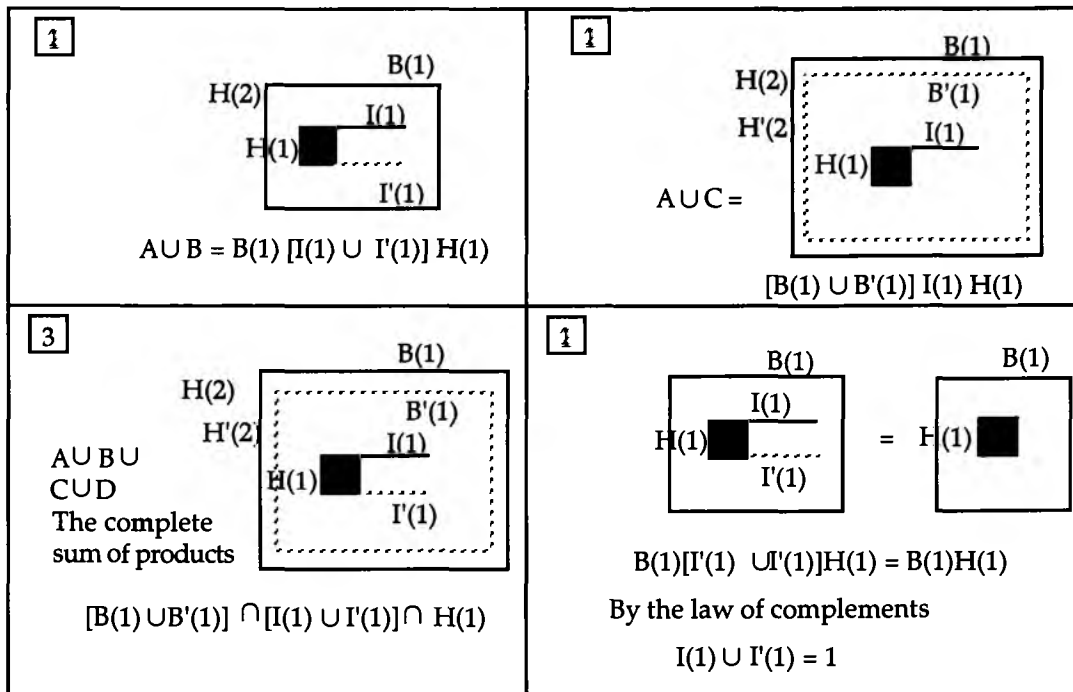 1
B(1)
H(2)
I(1)
H(1)
I'(1)
A∪B = B(1) [I(1) ∪ I'(1)] H(1)
1
B(1)
H(2)
B'(1)
H'(2
I(1)
H(1)
A∪C =
[B(1) ∪B'(1)] I(1) H(1)
3
B(1)
H(2)
B'(1)
H'(2)
I(1)
A∪B∪
H(1)
C∪D
I'(1)
The complete
sum of products
[B(1)∪B'(1)] ∩[I(1) ∪I'(1)]∩ H(1)
1
B(1)
B(1)
I(1)
H(1)
=
H(1)
I'(1)
B(1)[I'(1) ∪I'(1)]H(1) = B(1)H(1)
By the law of complements
I(1) ∪ I'(1) = 1